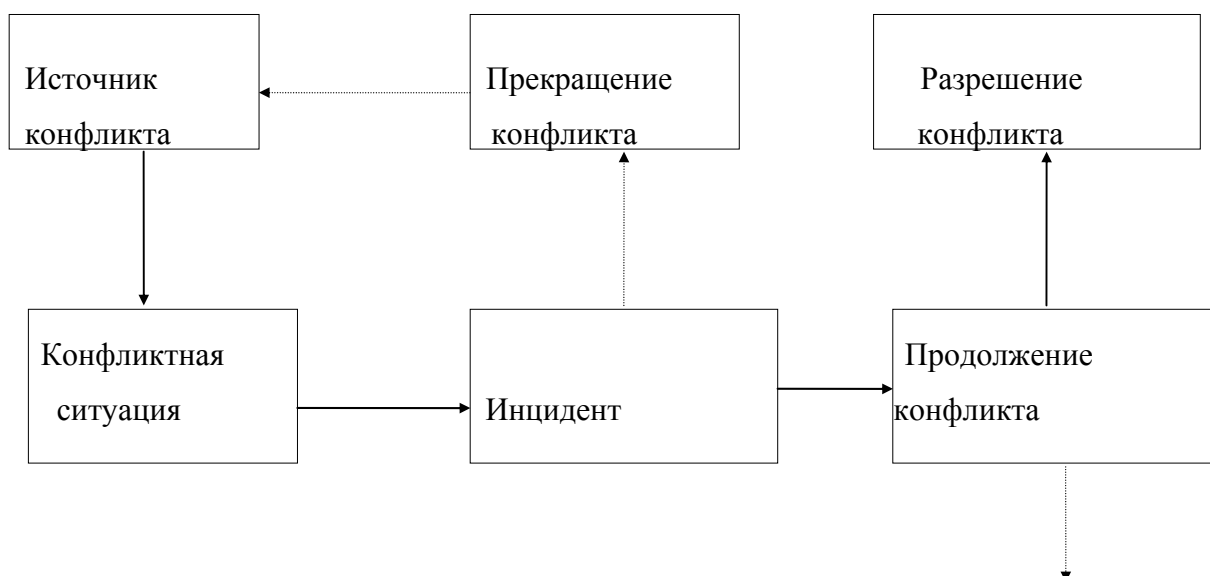 Источник
конфликта
Прекращение
конфликта
Разрешение
конфликта
Конфликтная
ситуация
Инцидент
Продолжение
конфликта